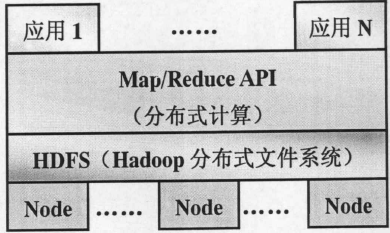 应用 1 …… 应用 N
Map/Reduce API
（分布式计算）
HDFS（Hadoop 分布式文件系统）
Node …… Node …… Node